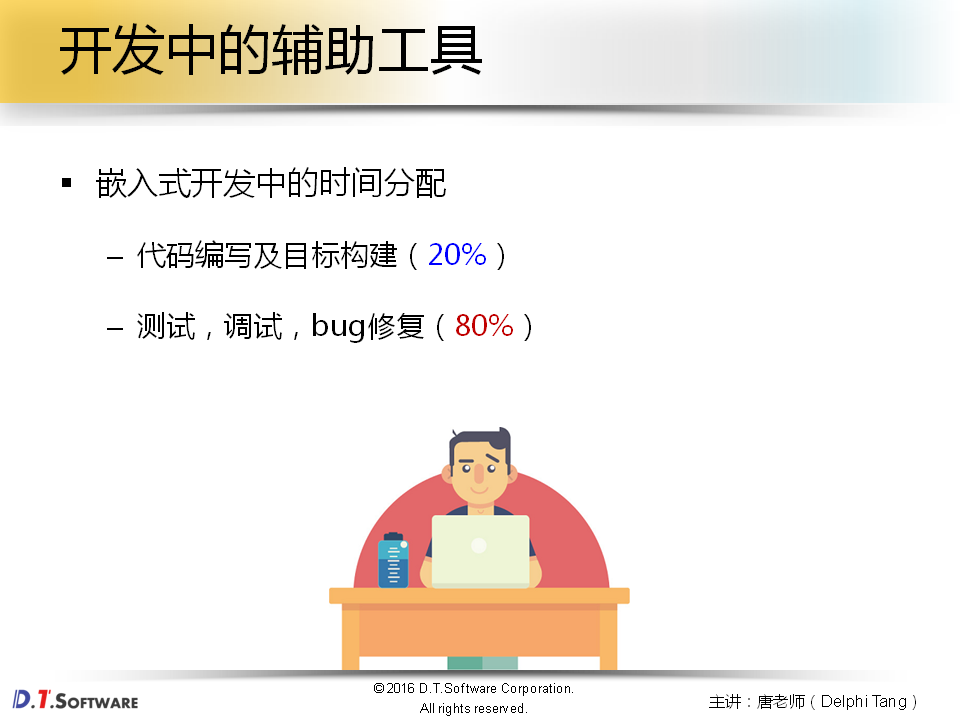 开发中的辅助工具
▪ 嵌入式开发中的时间分配
– 代码编写及目标构建（20%）
– 测试，调试，bug修复（80%）
D.T.SOFTWARE
©2016 D.T.Software Corporation.
All rights reserved.
主讲：唐老师（Delphi Tang）